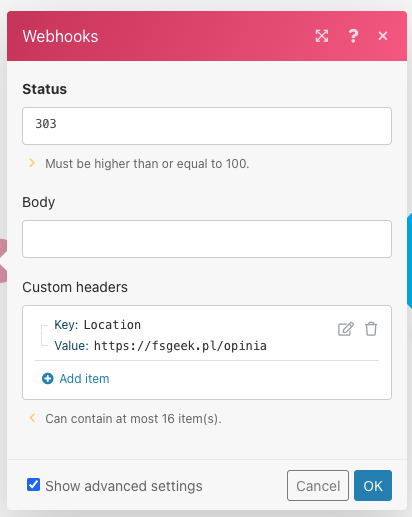 Webhooks ?
Status
303
Must be higher than or equal to 100.
Body
Custom headers
Key: Location
Value: https://fsgeek.pl/opinia
Add item
Can contain at most 16 item(s).
Show advanced settings
Cancel
OK